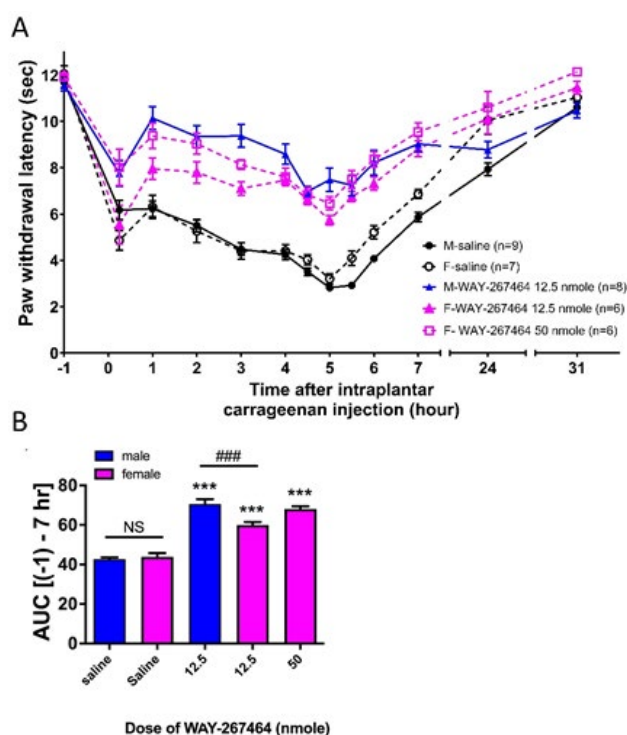 A
Paw withdrawal latency (sec)
12
10
8
6
4
2
0
M-saline (n=9)
F-saline (n=7)
M-WAY-267464 12.5 nmole (n=8)
F-WAY-267464 12.5 nmole (n=6)
F- WAY-267464 50 nmole (n=6)
-1 0 1 2 3 4 5 6 7 24 31
Time after intraplantar
carrageenan injection (hour)
B
male
female
AUC [(-1) - 7 hr]
80
60
40
20
0
NS
###
*** *** ***
saline Saline 12.5 12.5 50
Dose of WAY-267464 (nmole)